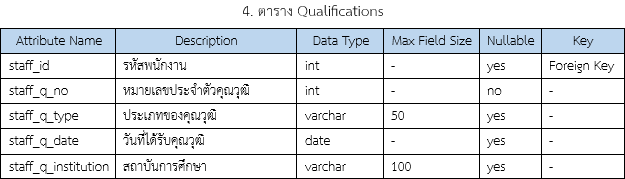 4. ตาราง Qualifications
Attribute Name Description Data Type Max Field Size Nullable Key
staff_id รหัสพนักงาน int - yes Foreign Key
staff_q_no หมายเลขประจำตัวคุณวุฒิ int - no -
staff_q_type ประเภทของคุณวุฒิ varchar 50 yes -
staff_q_date วันที่ได้รับคุณวุฒิ date - yes -
staff_q_institution สถาบันการศึกษา varchar 100 yes -